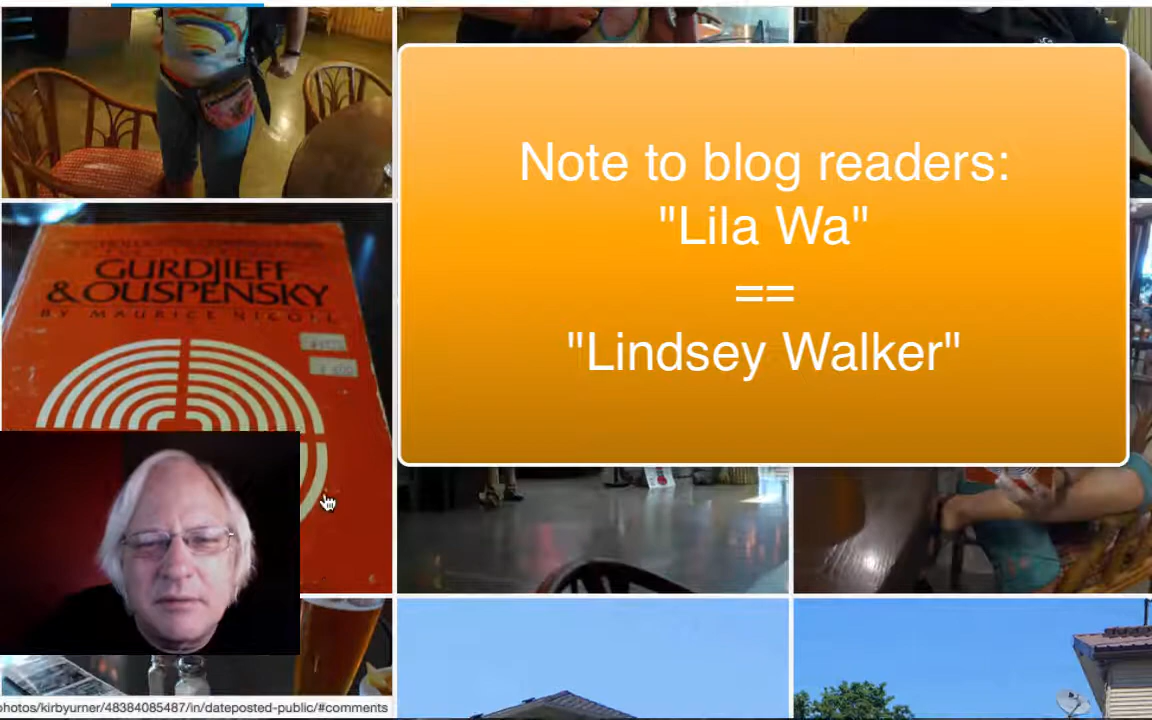 Note to blog readers:
"Lila Wa"
==
"Lindsey Walker"
GURDJIEFF
& OUSPENSKY
BY MAURICE NICOLL
photos/kirbyurner/48384085487/in/dateposted-public/#comments